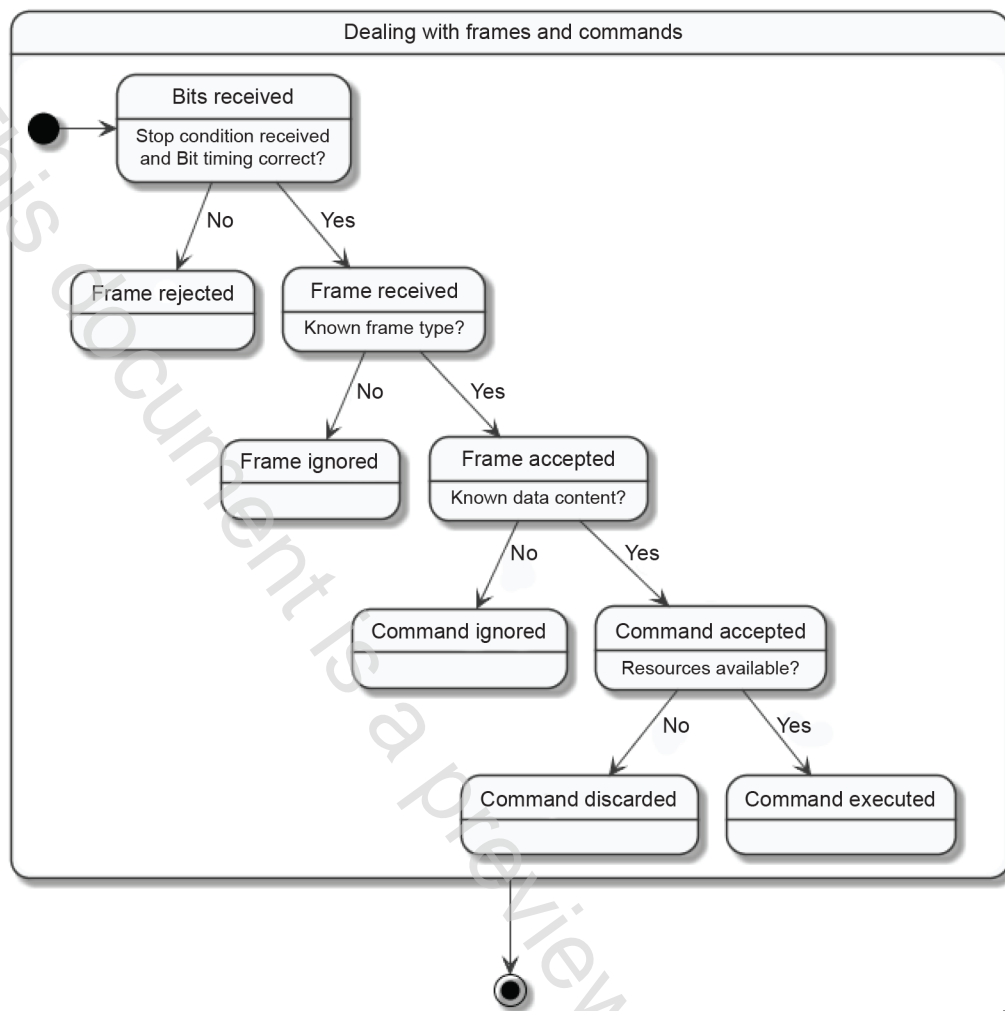 Dealing with frames and commands
Bits received
Stop condition received
and Bit timing correct?
No
Yes
Frame rejected
Frame received
Known frame type?
No
Yes
Frame ignored
Frame accepted
Known data content?
No
Yes
Command ignored
Command accepted
Resources available?
No
Yes
Command discarded
Command executed
This document is a preview